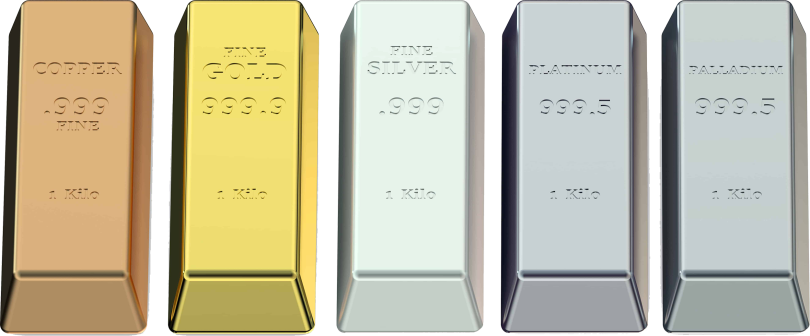 COPPER
.999
FINE
1 Kilo
FINE
GOLD
999.9
1 Kilo
FINE
SILVER
.999
1 Kilo
PLATINUM
999.5
1 Kilo
PALLADIUM
999.5
1 Kilo